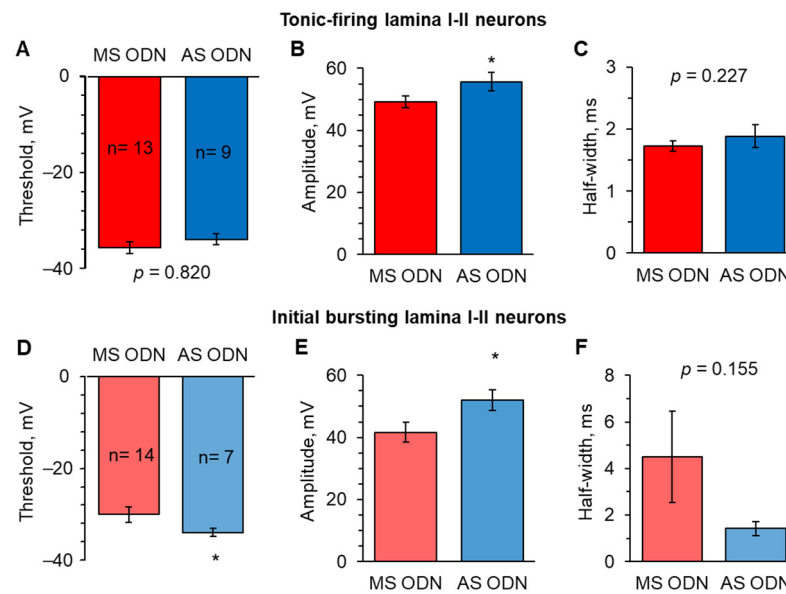 Tonic-firing lamina I-II neurons
A
MS ODN AS ODN
0
–20
–40
Threshold, mV
n= 13
n= 9
p = 0.820
B
60
40
20
0
Amplitude, mV
*
MS ODN AS ODN
C
p = 0.227
3
2
1
0
Half-width, ms
MS ODN AS ODN
Initial bursting lamina I-II neurons
D
MS ODN AS ODN
0
–20
–40
Threshold, mV
n= 14
n= 7
*
E
60
40
20
0
Amplitude, mV
*
MS ODN AS ODN
F
p = 0.155
8
6
4
2
0
Half-width, ms
MS ODN AS ODN